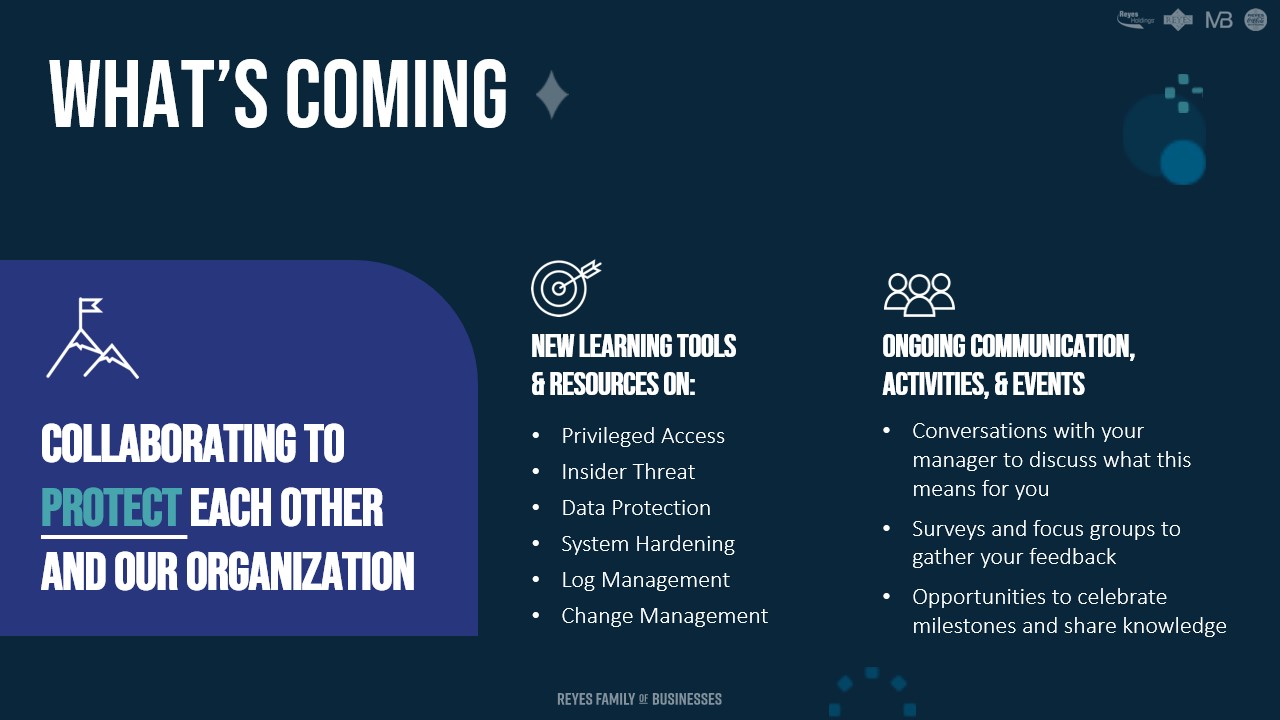 Reyes
Holdings
REYES
MB
WHAT'S COMING
COLLABORATING TO
PROTECT EACH OTHER
AND OUR ORGANIZATION
NEW LEARNING TOOLS
& RESOURCES ON:
• Privileged Access
• Insider Threat
• Data Protection
• System Hardening
• Log Management
• Change Management
ONGOING COMMUNICATION,
ACTIVITIES, & EVENTS
• Conversations with your
manager to discuss what this
means for you
• Surveys and focus groups to
gather your feedback
• Opportunities to celebrate
milestones and share knowledge
REYES FAMILY OF BUSINESSES